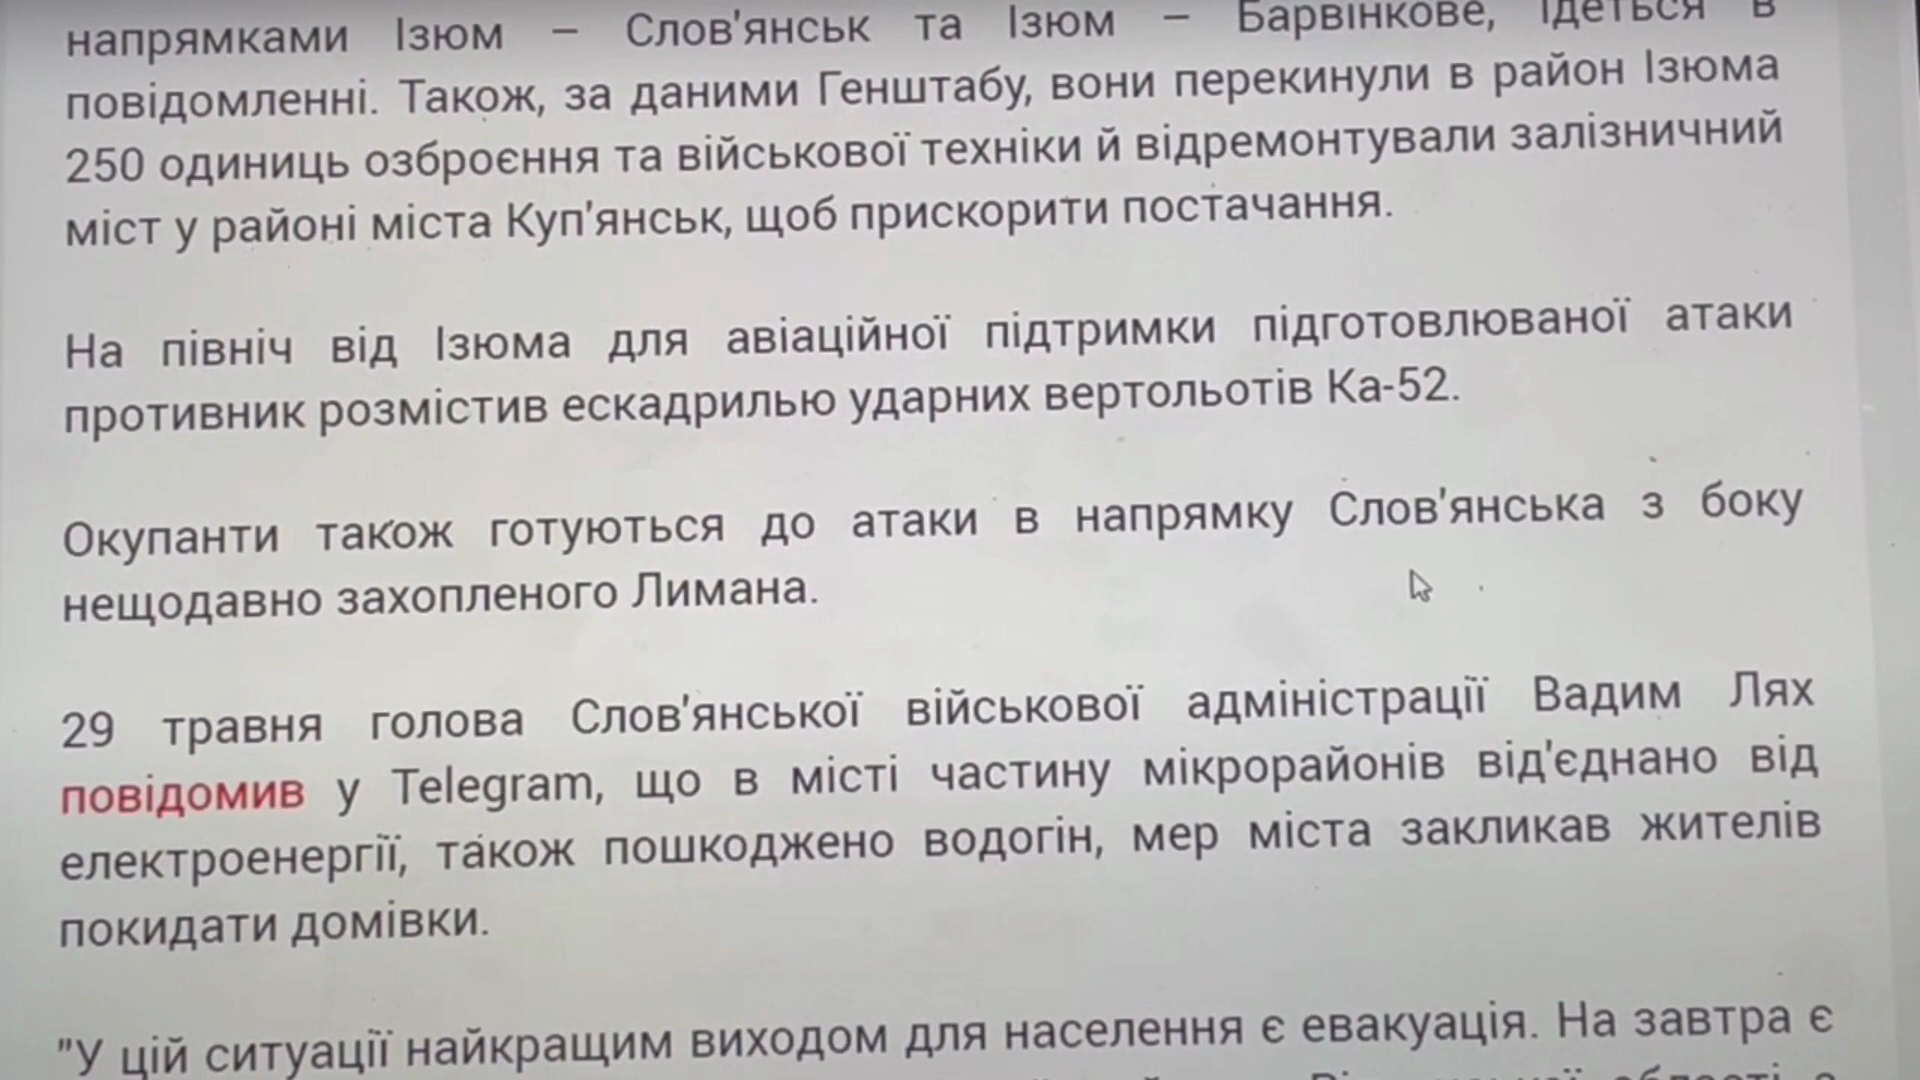 напрямками Ізюм – Слов'янськ та Ізюм – Барвінкове, ідеться в
повідомленні. Також, за даними Генштабу, вони перекинули в район Ізюма
250 одиниць озброєння та військової техніки й відремонтували залізничний
міст у районі міста Куп'янськ, щоб прискорити постачання.
На північ від Ізюма для авіаційної підтримки підготовлюваної атаки
противник розмістив ескадрилью ударних вертольотів Ка-52.
Окупанти також готуються до атаки в напрямку Слов'янська з боку
нещодавно захопленого Лимана.
29 травня голова Слов'янської військової адміністрації Вадим Лях
повідомив у Telegram, що в місті частину мікрорайонів від'єднано від
електроенергії, також пошкоджено водогін, мер міста закликав жителів
покидати домівки.
"У цій ситуації найкращим виходом для населення є евакуація. На завтра є